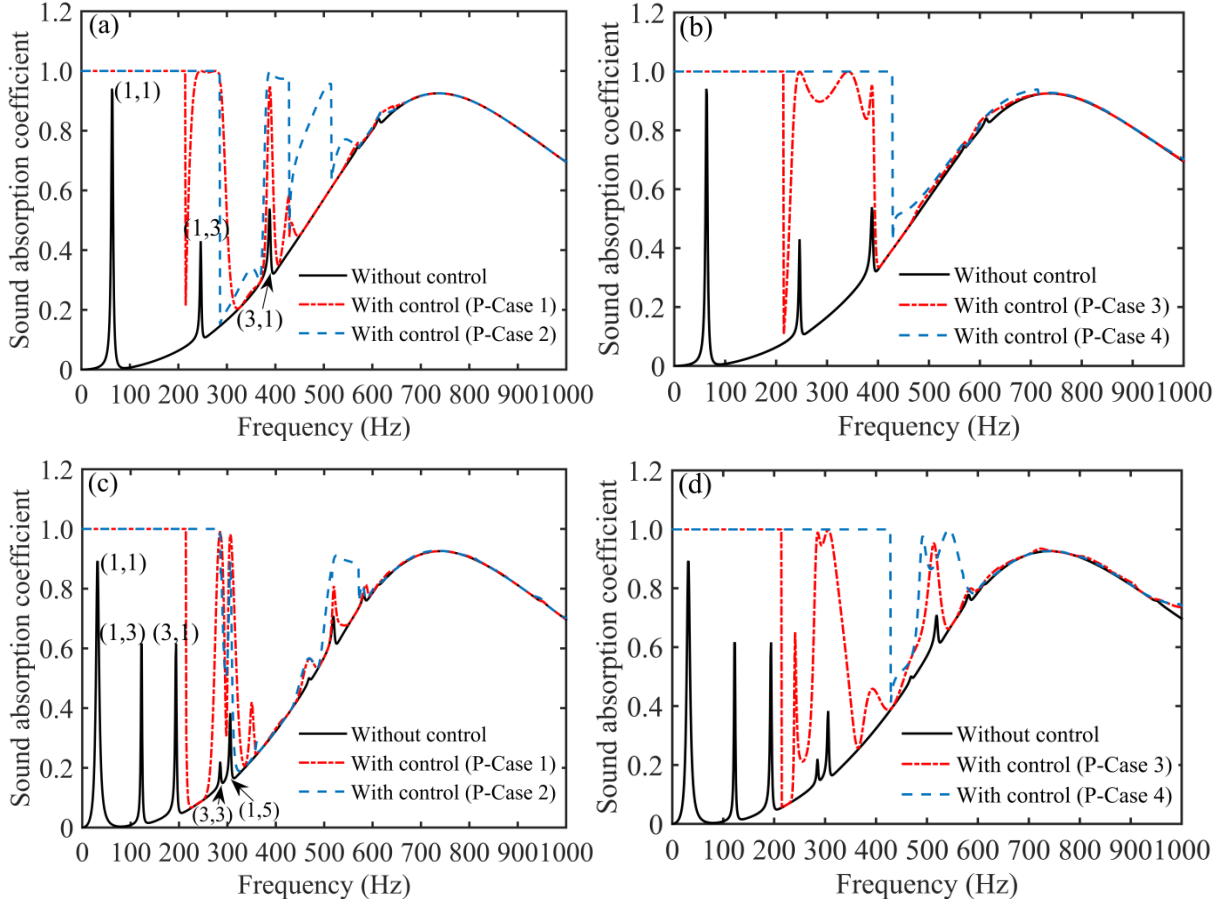 (a)
1.2
1.0
0.8
0.6
0.4
0.2
0
Sound absorption coefficient
(1,1)
(1,3)
(3,1)
Without control
With control (P-Case 1)
With control (P-Case 2)
0 100 200 300 400 500 600 700 800 900 1000
Frequency (Hz)
(b)
1.2
1.0
0.8
0.6
0.4
0.2
0
Sound absorption coefficient
Without control
With control (P-Case 3)
With control (P-Case 4)
0 100 200 300 400 500 600 700 800 900 1000
Frequency (Hz)
(c)
1.2
1.0
0.8
0.6
0.4
0.2
0
Sound absorption coefficient
(1,1)
(1,3) (3,1)
(3,3) (1,5)
Without control
With control (P-Case 1)
With control (P-Case 2)
0 100 200 300 400 500 600 700 800 900 1000
Frequency (Hz)
(d)
1.2
1.0
0.8
0.6
0.4
0.2
0
Sound absorption coefficient
Without control
With control (P-Case 3)
With control (P-Case 4)
0 100 200 300 400 500 600 700 800 900 1000
Frequency (Hz)